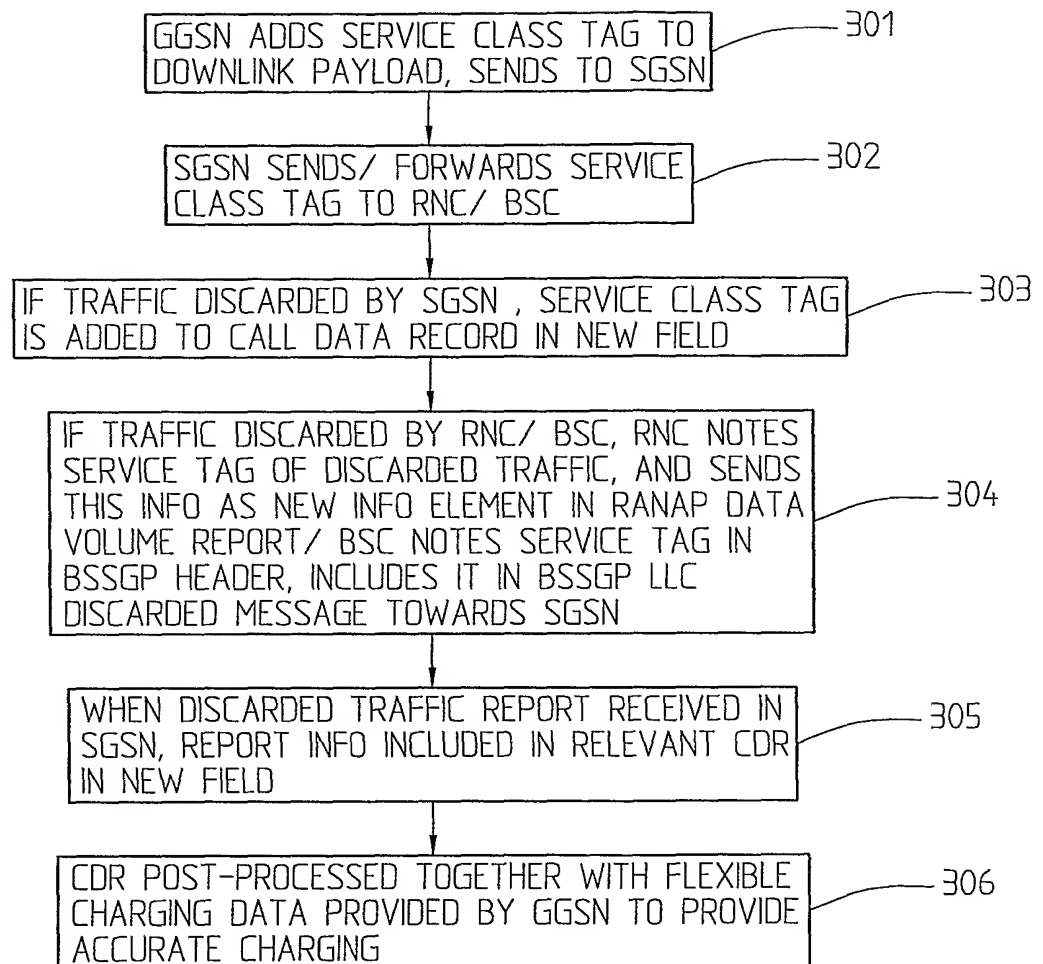 GGSN ADDS SERVICE CLASS TAG TO
DOWNLINK PAYLOAD, SENDS TO SGSN
301
SGSN SENDS/ FORWARDS SERVICE
CLASS TAG TO RNC/ BSC
302
IF TRAFFIC DISCARDED BY SGSN , SERVICE CLASS TAG
IS ADDED TO CALL DATA RECORD IN NEW FIELD
303
IF TRAFFIC DISCARDED BY RNC/ BSC, RNC NOTES
SERVICE TAG OF DISCARDED TRAFFIC, AND SENDS
THIS INFO AS NEW INFO ELEMENT IN RANAP DATA
VOLUME REPORT/ BSC NOTES SERVICE TAG IN
BSSGP HEADER, INCLUDES IT IN BSSGP LLC
DISCARDED MESSAGE TOWARDS SGSN
304
WHEN DISCARDED TRAFFIC REPORT RECEIVED IN
SGSN, REPORT INFO INCLUDED IN RELEVANT CDR
IN NEW FIELD
305
CDR POST-PROCESSED TOGETHER WITH FLEXIBLE
CHARGING DATA PROVIDED BY GGSN TO PROVIDE
ACCURATE CHARGING
306